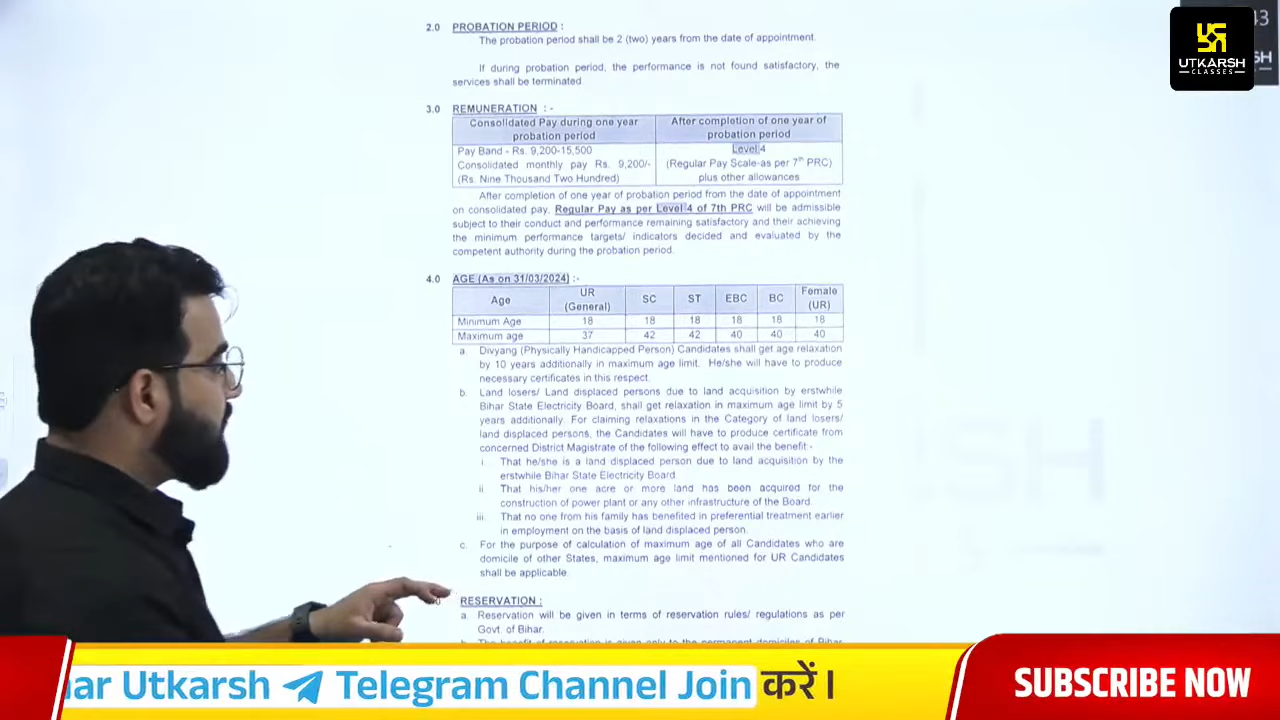 43
SH
UTKARSH
CLASSES
2.0 PROBATION PERIOD :
The probation period shall be 2 (two) years from the date of appointment.
If during probation period, the performance is not found satisfactory, the
services shall be terminated
3.0 REMUNERATION : -
Consolidated Pay during one year
probation period
After completion of one year of
probation period
Pay Band - Rs. 9,200-15,500
Consolidated monthly pay Rs. 9,200/-
(Rs. Nine Thousand Two Hundred)
Level 4
(Regular Pay Scale-as per 7th PRC)
plus other allowances
After completion of one year of probation period from the date of appointment
on consolidated pay, Regular Pay as per Level 4 of 7th PRC will be admissible
subject to their conduct and performance remaining satisfactory and their achieving
the minimum performance targets/ indicators decided and evaluated by the
competent authority during the probation period.
4.0 AGE (As on 31/03/2024) :-
Age UR (General) SC ST EBC BC Female (UR)
Minimum Age 18 18 18 18 18 18
Maximum age 37 42 42 40 40 40
a. Divyang (Physically Handicapped Person) Candidates shall get age relaxation
by 10 years additionally in maximum age limit. He/she will have to produce
necessary certificates in this respect.
b. Land losers/ Land displaced persons due to land acquisition by erstwhile
Bihar State Electricity Board, shall get relaxation in maximum age limit by 5
years additionally. For claiming relaxations in the Category of land losers/
land displaced persons, the Candidates will have to produce certificate from
concerned District Magistrate of the following effect to avail the benefit:-
i. That he/she is a land displaced person due to land acquisition by the
erstwhile Bihar State Electricity Board.
ii. That his/her one acre or more land has been acquired for the
construction of power plant or any other infrastructure of the Board.
iii. That no one from his family has benefited in preferential treatment earlier
in employment on the basis of land displaced person.
c. For the purpose of calculation of maximum age of all Candidates who are
domicile of other States, maximum age limit mentioned for UR Candidates
shall be applicable.
RESERVATION :
a. Reservation will be given in terms of reservation rules/ regulations as per
Govt. of Bihar.
b. The benefit of reservation is given only to the permanent domiciles of Bihar
har Utkarsh Telegram Channel Join करें।
SUBSCRIBE NOW